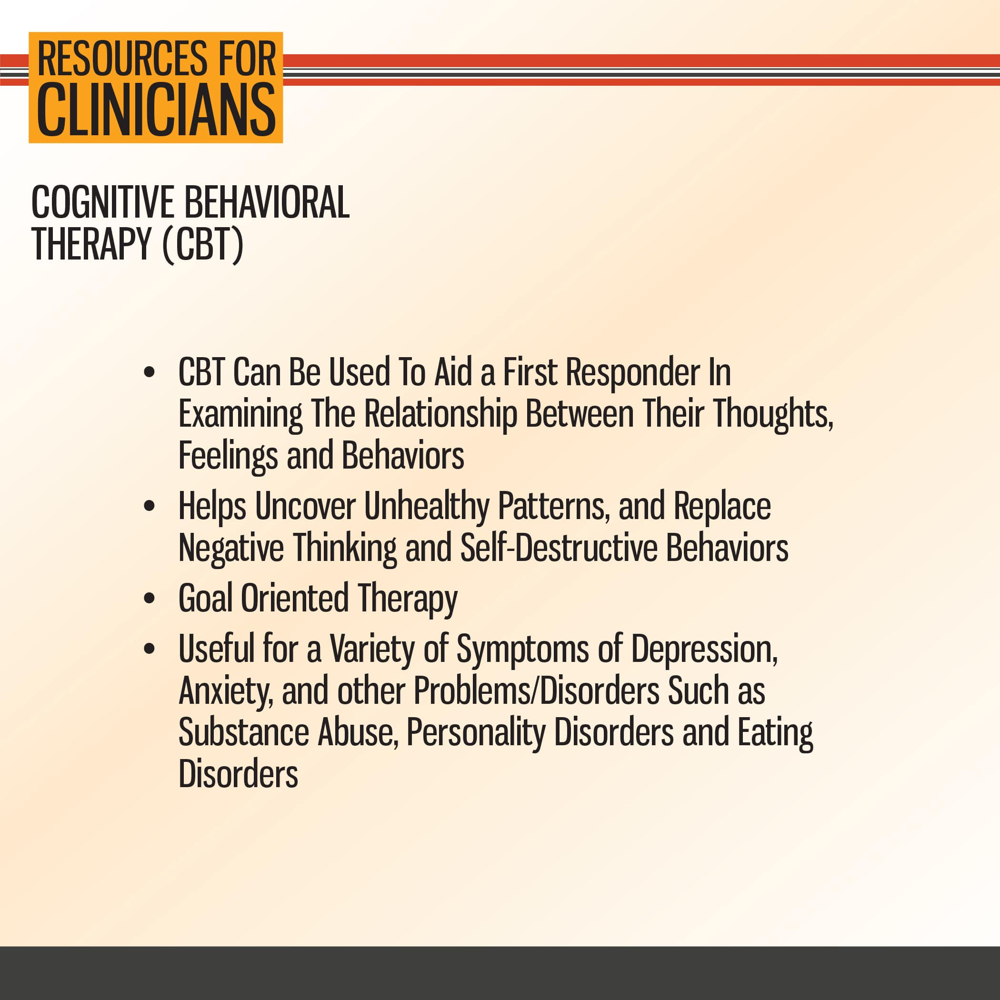 RESOURCES FOR
CLINICIANS
COGNITIVE BEHAVIORAL
THERAPY (CBT)
• CBT Can Be Used To Aid a First Responder In
Examining The Relationship Between Their Thoughts,
Feelings and Behaviors
• Helps Uncover Unhealthy Patterns, and Replace
Negative Thinking and Self-Destructive Behaviors
• Goal Oriented Therapy
• Useful for a Variety of Symptoms of Depression,
Anxiety, and other Problems/Disorders Such as
Substance Abuse, Personality Disorders and Eating
Disorders